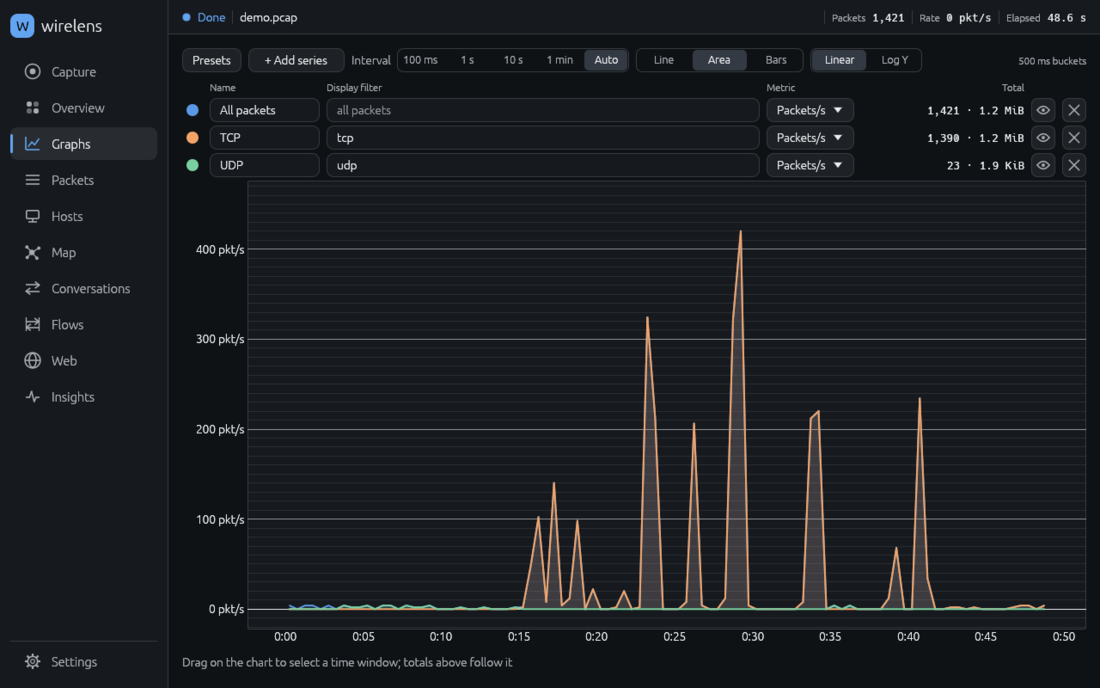 W wirelens
Done demo.pcap Packets 1,421 Rate 0 pkt/s Elapsed 48.6 s
Capture
Overview
Graphs
Packets
Hosts
Map
Conversations
Flows
Web
Insights
Settings
Presets + Add series Interval 100 ms 1 s 10 s 1 min Auto Line Area Bars Linear Log Y 500 ms buckets
Name Display filter Metric Total
All packets all packets Packets/s 1,421 · 1.2 MiB
TCP tcp Packets/s 1,390 · 1.2 MiB
UDP udp Packets/s 23 · 1.9 KiB
400 pkt/s
300 pkt/s
200 pkt/s
100 pkt/s
0 pkt/s
0:00 0:05 0:10 0:15 0:20 0:25 0:30 0:35 0:40 0:45 0:50
Drag on the chart to select a time window; totals above follow it